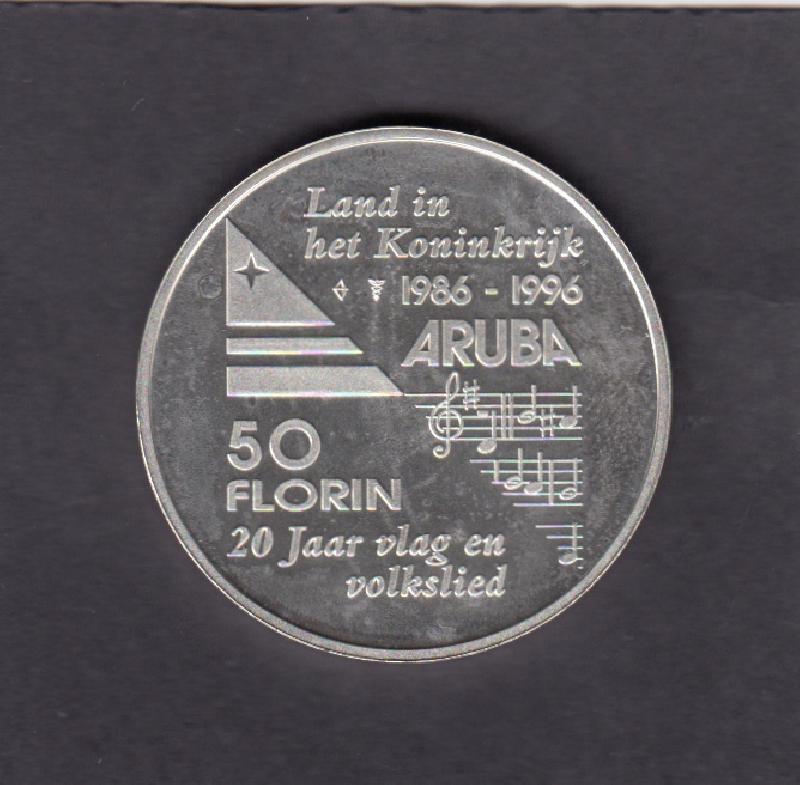 Land in
het Koninkrijk
1986 - 1996
ARUBA
50
FLORIN
20 Jaar vlag en
volkslied